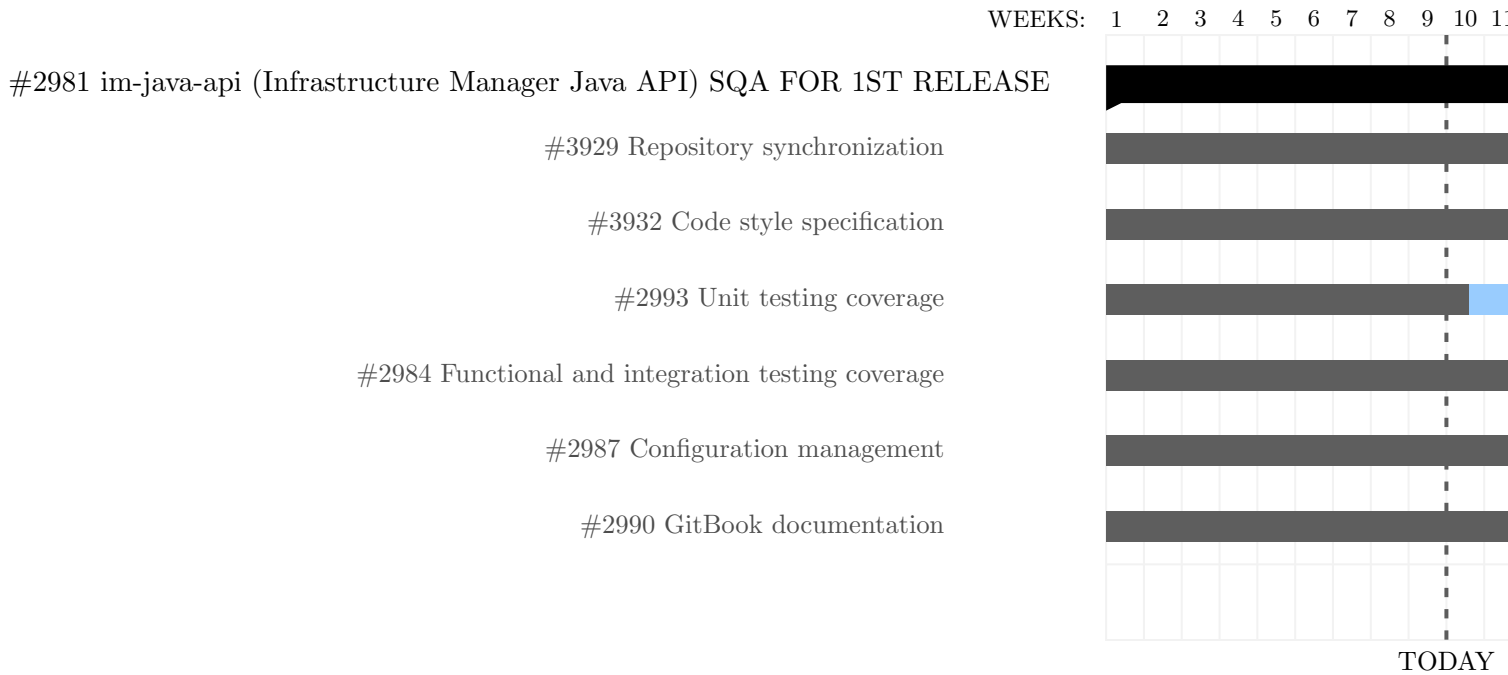 WEEKS: 1 2 3 4 5 6 7 8 9 10 11
#2981 im-java-api (Infrastructure Manager Java API) SQA FOR 1ST RELEASE
#3929 Repository synchronization
#3932 Code style specification
#2993 Unit testing coverage
#2984 Functional and integration testing coverage
#2987 Configuration management
#2990 GitBook documentation
TODAY